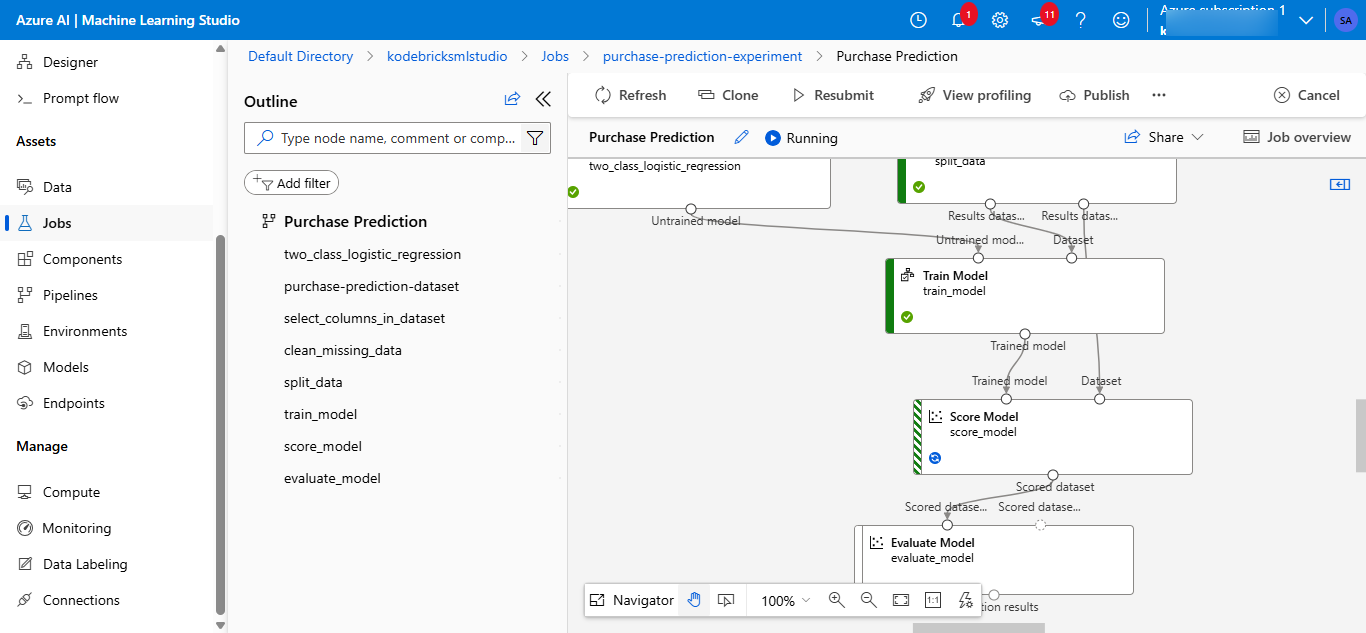 Azure AI | Machine Learning Studio
1
11
Azure subscription 1
k
SA
Designer
Prompt flow
Assets
Data
Jobs
Components
Pipelines
Environments
Models
Endpoints
Manage
Compute
Monitoring
Data Labeling
Connections
Default Directory > kodebricksmlstudio > Jobs > purchase-prediction-experiment > Purchase Prediction
Outline
Type node name, comment or comp...
Add filter
Purchase Prediction
two_class_logistic_regression
purchase-prediction-dataset
select_columns_in_dataset
clean_missing_data
split_data
train_model
score_model
evaluate_model
Refresh Clone Resubmit View profiling Publish ... Cancel
Purchase Prediction Running Share Job overview
two_class_logistic_regression
split_data
Untrained model
Results datas... Results datas...
Untrained mod... Dataset
Train Model
train_model
Trained model
Trained model Dataset
Score Model
score_model
Scored dataset
Scored datase... Scored datase...
Evaluate Model
evaluate_model
tion results
Navigator 100% 1:1